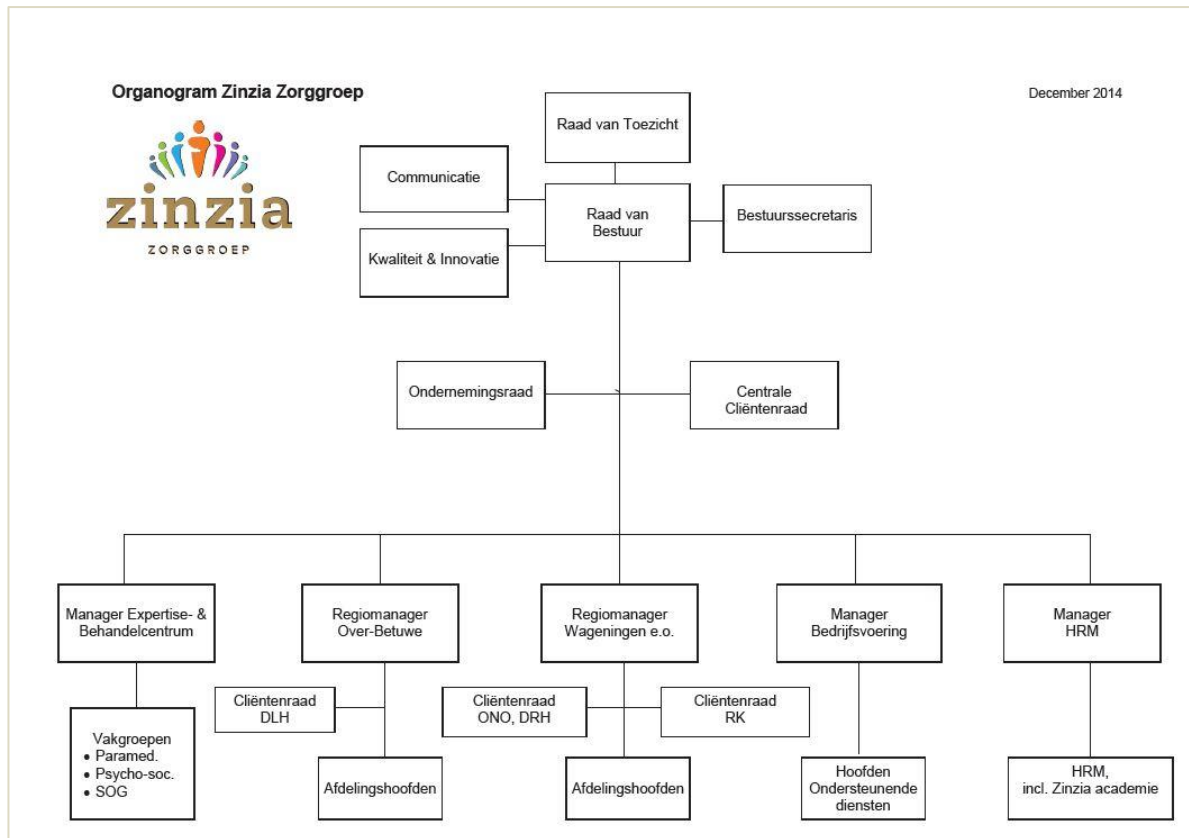 Organogram Zinzia Zorggroep
December 2014
zinzia
ZORGGROEP
Raad van Toezicht
Communicatie
Raad van
Bestuur
Bestuurssecretaris
Kwaliteit & Innovatie
Ondernemingsraad
Centrale
Cliëntenraad
Manager Expertise- &
Behandelcentrum
Regiomanager
Over-Betuwe
Regiomanager
Wageningen e.o.
Manager
Bedrijfsvoering
Manager
HRM
Cliëntenraad
DLH
Cliëntenraad
ONO, DRH
Cliëntenraad
RK
Vakgroepen
• Paramed.
• Psycho-soc.
• SOG
Afdelingshoofden
Afdelingshoofden
Hoofden
Ondersteunende
diensten
HRM,
incl. Zinzia academie